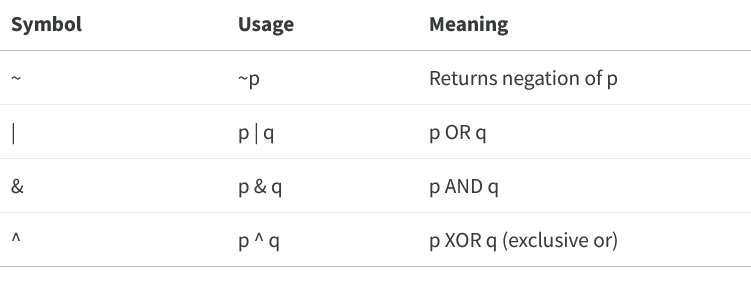 Symbol Usage Meaning
~ ~p Returns negation of p
| p | q p OR q
& p & q p AND q
^ p ^ q p XOR q (exclusive or)